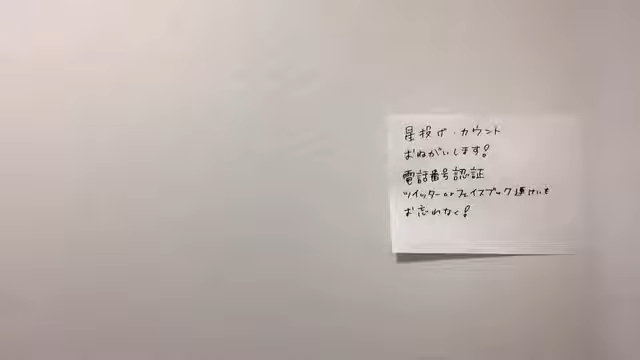 星投げ・カウント
おねがいします!
電話番号認証
ツイッターorフェイスブック連けいも
お忘れなく!